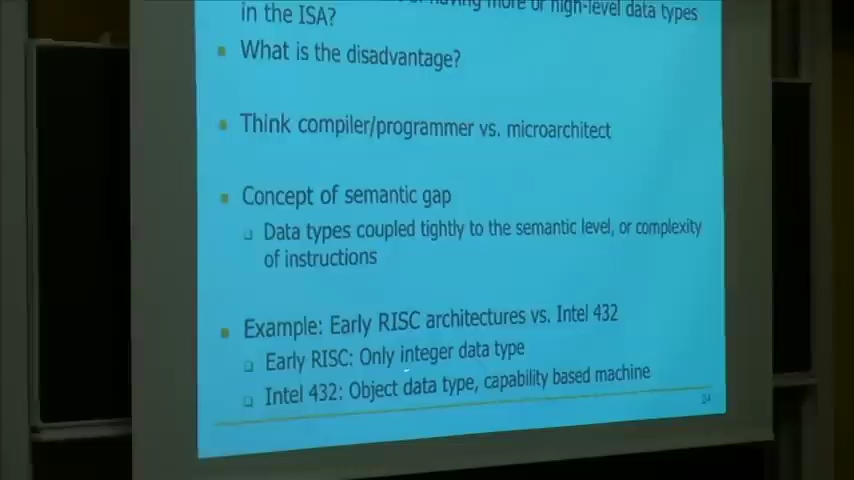 having more or high-level data types
in the ISA?
What is the disadvantage?
Think compiler/programmer vs. microarchitect
Concept of semantic gap
Data types coupled tightly to the semantic level, or complexity
of instructions
Example: Early RISC architectures vs. Intel 432
Early RISC: Only integer data type
Intel 432: Object data type, capability based machine